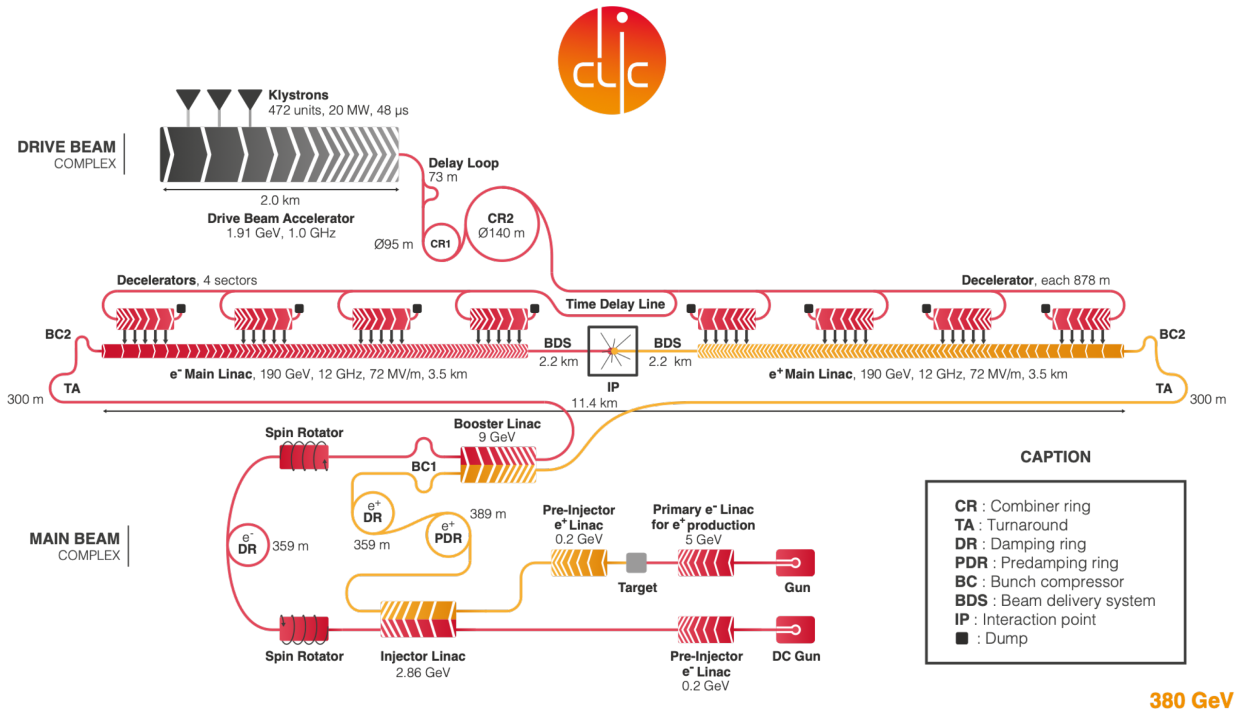 clic
Klystrons
472 units, 20 MW, 48 µs
DRIVE BEAM
COMPLEX
Delay Loop
73 m
2.0 km
Drive Beam Accelerator
1.91 GeV, 1.0 GHz
CR2
Ø140 m
Ø95 m
CR1
Decelerators, 4 sectors
Decelerator, each 878 m
Time Delay Line
BC2
BDS
2.2 km
BDS
2.2 km
BC2
IP
e⁻ Main Linac, 190 GeV, 12 GHz, 72 MV/m, 3.5 km
e⁺ Main Linac, 190 GeV, 12 GHz, 72 MV/m, 3.5 km
TA
300 m
TA
300 m
11.4 km
Spin Rotator
Booster Linac
9 GeV
BC1
MAIN BEAM
COMPLEX
e⁻
DR
359 m
e⁺
DR
359 m
e⁺
PDR
389 m
Pre-Injector
e⁺ Linac
0.2 GeV
Primary e⁻ Linac
for e⁺ production
5 GeV
Target
Gun
Spin Rotator
Injector Linac
2.86 GeV
Pre-Injector
e⁻ Linac
0.2 GeV
DC Gun
CAPTION
CR : Combiner ring
TA : Turnaround
DR : Damping ring
PDR : Predamping ring
BC : Bunch compressor
BDS : Beam delivery system
IP : Interaction point
: Dump
380 GeV